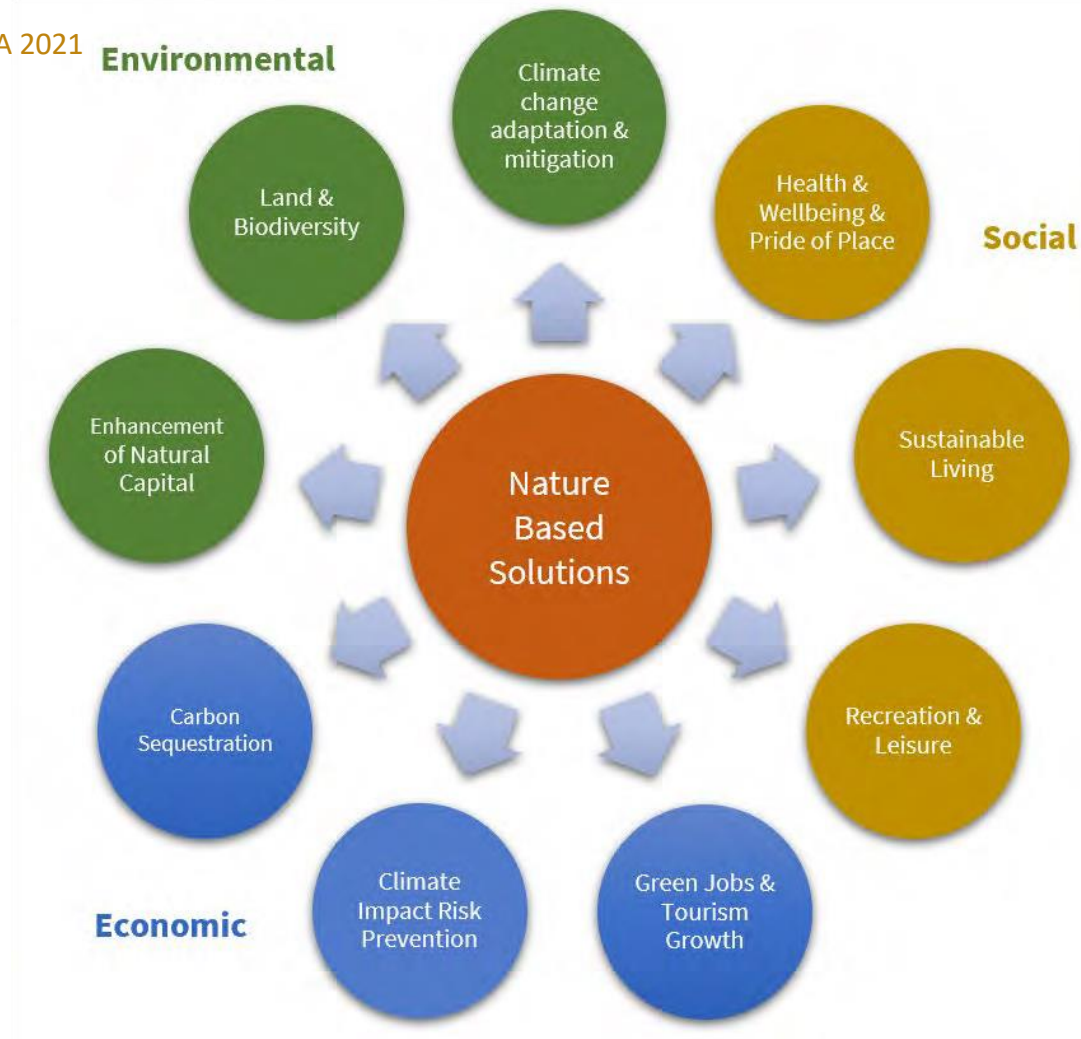 A 2021
Environmental
Climate
change
adaptation &
mitigation
Land &
Biodiversity
Health &
Wellbeing &
Pride of Place
Social
Enhancement
of Natural
Capital
Nature
Based
Solutions
Sustainable
Living
Carbon
Sequestration
Recreation &
Leisure
Economic
Climate
Impact Risk
Prevention
Green Jobs &
Tourism
Growth